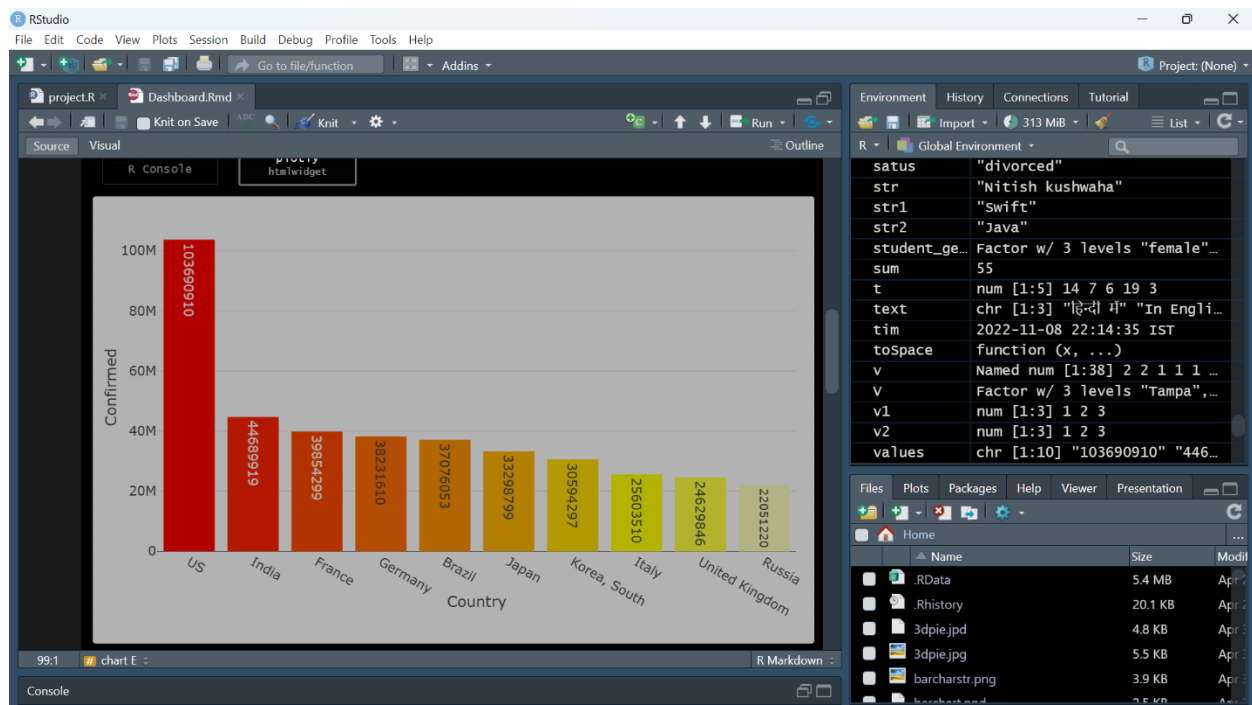 RStudio
File Edit Code View Plots Session Build Debug Profile Tools Help
Go to file/function Addins Project: (None)
project.R Dashboard.Rmd
Knit on Save ABC Knit Run
Source Visual Outline
R Console
plotly
htmlwidget
100M
80M
60M
40M
20M
0
Confirmed
103690910
44689919
39854299
38231610
37076053
33298799
30594297
25603510
24629846
22051220
US India France Germany Brazil Japan Korea, South Italy United Kingdom Russia
Country
99:1 # chart E R Markdown
Console
Environment History Connections Tutorial
Import 313 MiB List
R Global Environment
satus "divorced"
str "Nitish kushwaha"
str1 "Swift"
str2 "Java"
student_ge… Factor w/ 3 levels "female"…
sum 55
t num [1:5] 14 7 6 19 3
text chr [1:3] "हिन्दी में" "In Engli…
tim 2022-11-08 22:14:35 IST
toSpace function (x, ...)
v Named num [1:38] 2 2 1 1 1 …
V Factor w/ 3 levels "Tampa",…
v1 num [1:3] 1 2 3
v2 num [1:3] 1 2 3
values chr [1:10] "103690910" "446…
Files Plots Packages Help Viewer Presentation
Home ...
Name Size Modif
.RData 5.4 MB Apr
.Rhistory 20.1 KB Apr
3dpie.jpd 4.8 KB Apr
3dpie.jpg 5.5 KB Apr
barcharstr.png 3.9 KB Apr